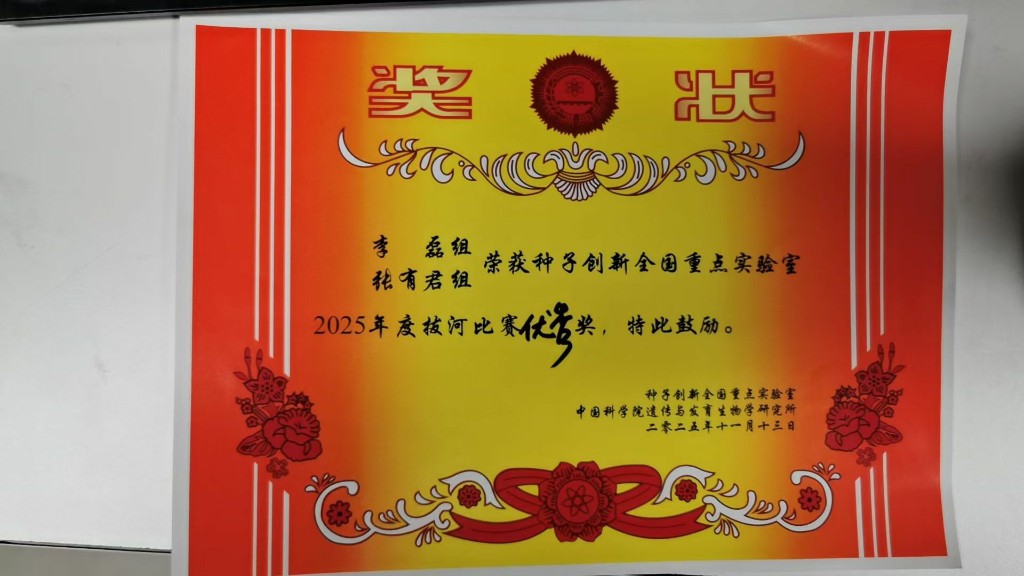 奖状
李 磊组
张有君组
荣获种子创新全国重点实验室
2025年度拔河比赛优秀奖，特此鼓励。
种子创新全国重点实验室
中国科学院遗传与发育生物学研究所
二零二五年十一月十三日